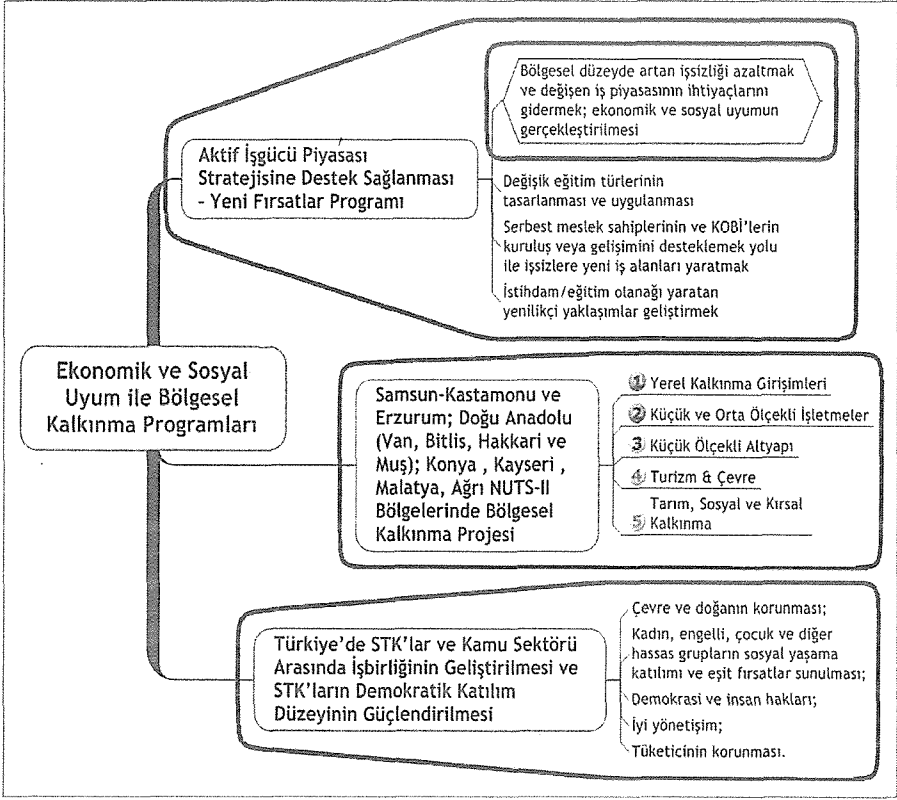 Ekonomik ve Sosyal
Uyum ile Bölgesel
Kalkınma Programları
Aktif İşgücü Piyasası
Stratejisine Destek Sağlanması
- Yeni Fırsatlar Programı
Bölgesel düzeyde artan işsizliği azaltmak
ve değişen iş piyasasının ihtiyaçlarını
gidermek; ekonomik ve sosyal uyumun
gerçekleştirilmesi
Değişik eğitim türlerinin
tasarlanması ve uygulanması
Serbest meslek sahiplerinin ve KOBİ'lerin
kuruluş veya gelişimini desteklemek yolu
ile işsizlere yeni iş alanları yaratmak
İstihdam/eğitim olanağı yaratan
yenilikçi yaklaşımlar geliştirmek
Samsun-Kastamonu ve
Erzurum; Doğu Anadolu
(Van, Bitlis, Hakkari ve
Muş); Konya , Kayseri ,
Malatya, Ağrı NUTS-II
Bölgelerinde Bölgesel
Kalkınma Projesi
1 Yerel Kalkınma Girişimleri
2 Küçük ve Orta Ölçekli İşletmeler
3 Küçük Ölçekli Altyapı
4 Turizm & Çevre
5 Tarım, Sosyal ve Kırsal
Kalkınma
Türkiye'de STK'lar ve Kamu Sektörü
Arasında İşbirliğinin Geliştirilmesi ve
STK'ların Demokratik Katılım
Düzeyinin Güçlendirilmesi
Çevre ve doğanın korunması;
Kadın, engelli, çocuk ve diğer
hassas grupların sosyal yaşama
katılımı ve eşit fırsatlar sunulması;
Demokrasi ve insan hakları;
İyi yönetişim;
Tüketicinin korunması.